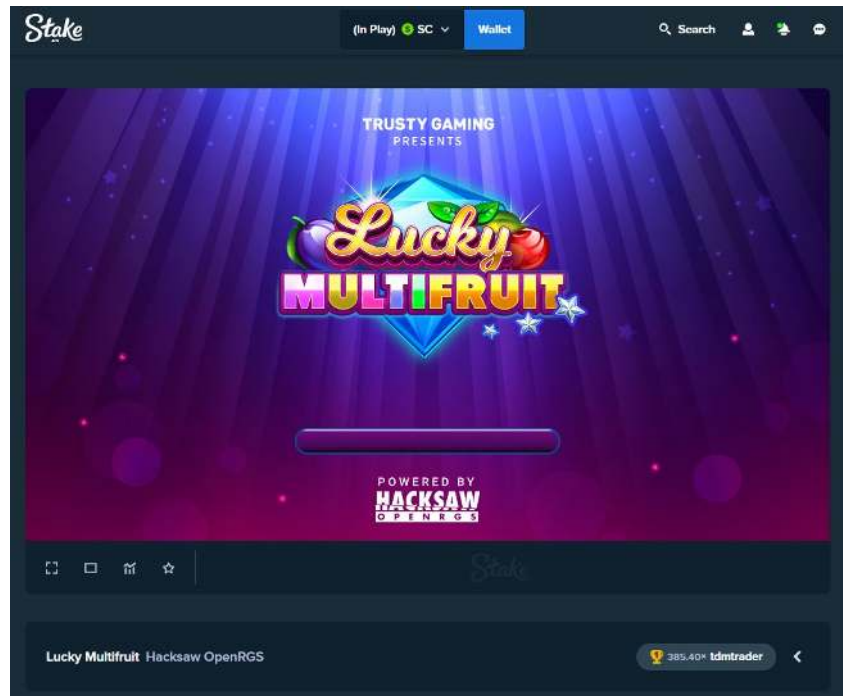 Stake
(In Play) SC
Wallet
Search
TRUSTY GAMING
PRESENTS
Lucky
MULTIFRUIT
POWERED BY
HACKSAW
OPENRGS
Stake
Lucky Multifruit Hacksaw OpenRGS
385.40× tdmtrader